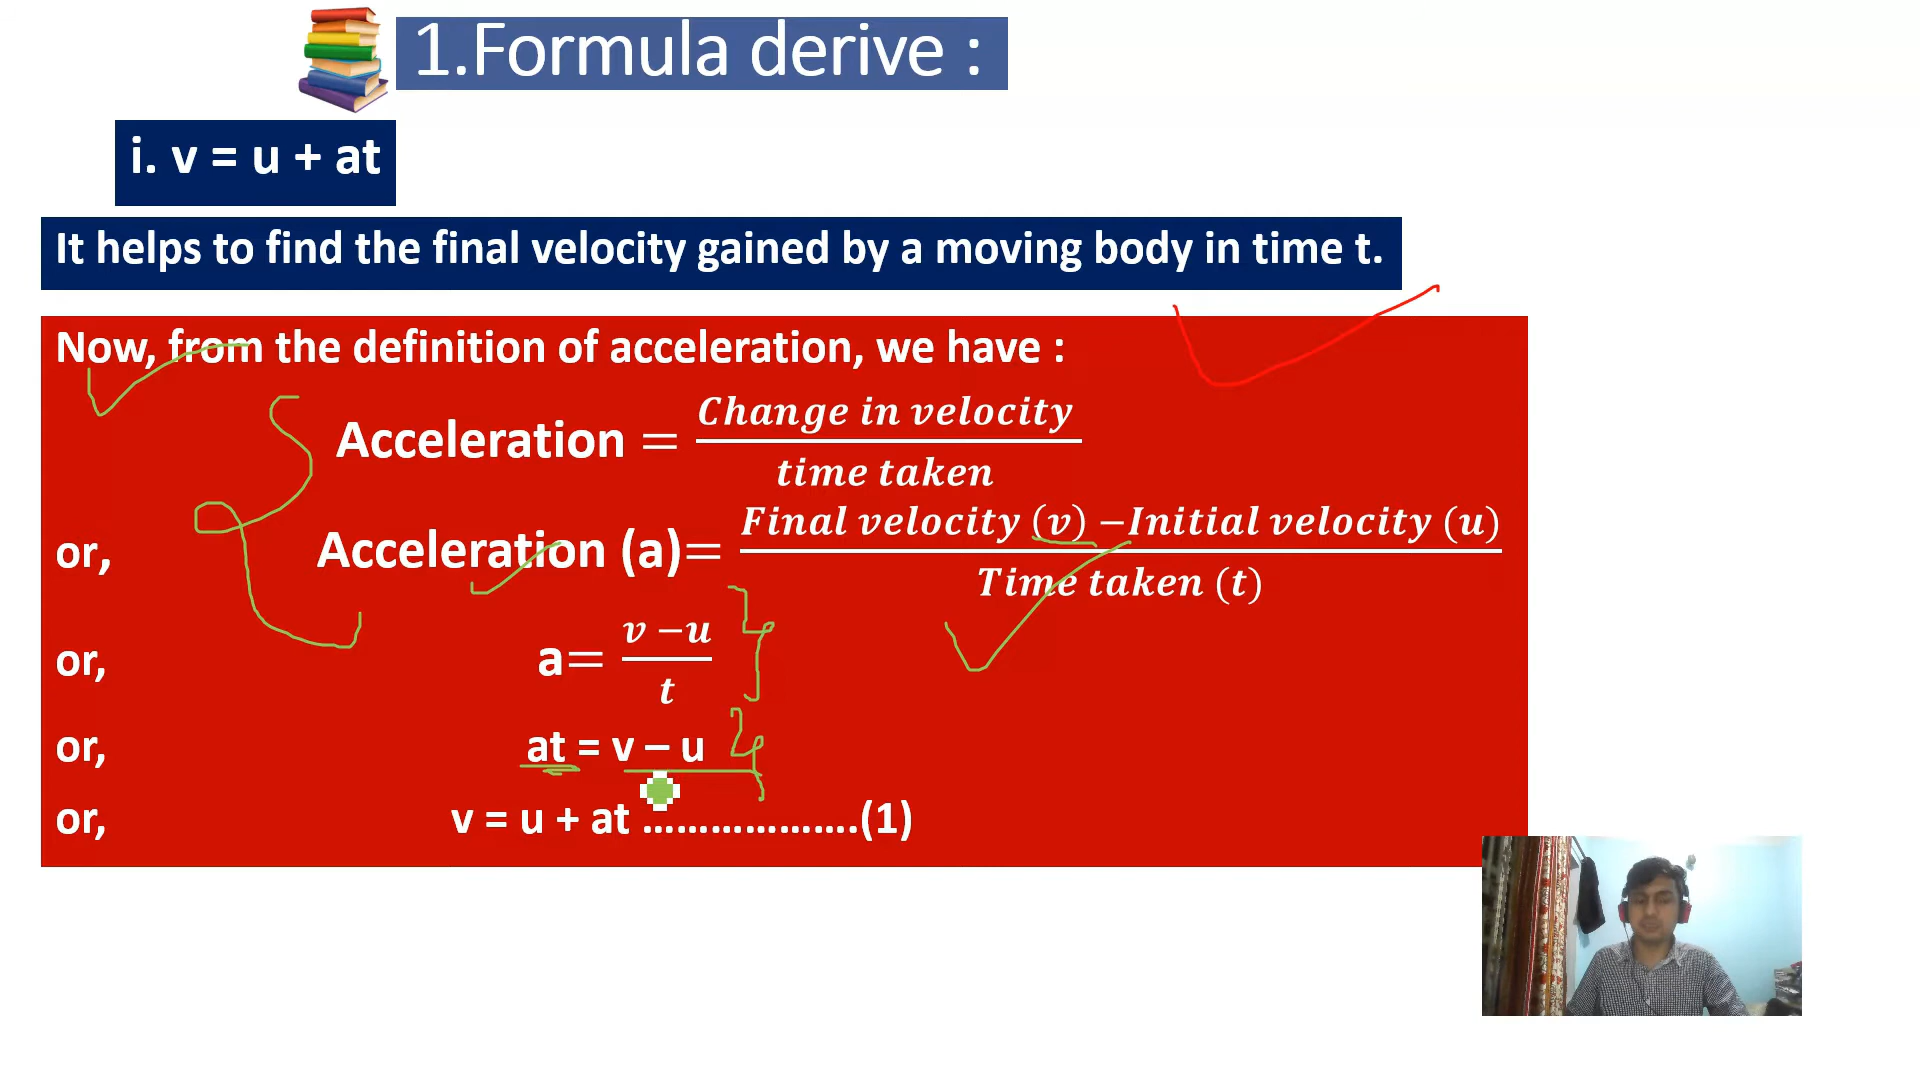 1.Formula derive :
i. v = u + at
It helps to find the final velocity gained by a moving body in time t.
Now, from the definition of acceleration, we have :
Acceleration = Change in velocity / time taken
or, Acceleration (a)= Final velocity (v) −Initial velocity (u) / Time taken (t)
or, a= v −u / t
or, at = v – u
or, v = u + at ………………..(1)